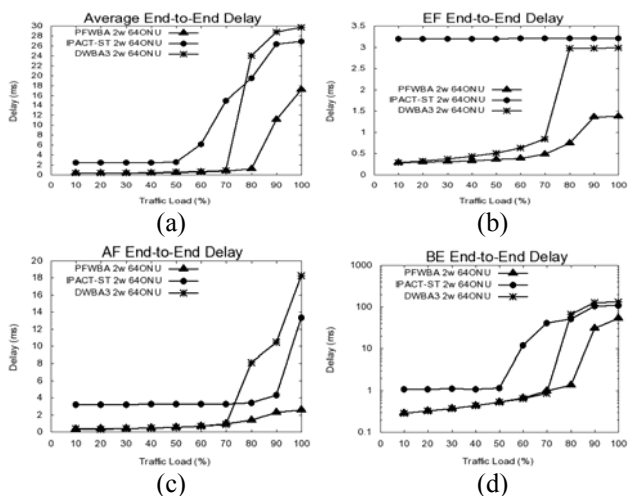 Average End-to-End Delay
PFWBA 2w 64ONU
IPACT-ST 2w 64ONU
DWBA3 2w 64ONU
Delay (ms)
30
28
26
24
22
20
18
16
14
12
10
8
6
4
2
0
10 20 30 40 50 60 70 80 90 100
Traffic Load (%)
(a)
EF End-to-End Delay
PFWBA 2w 64ONU
IPACT-ST 2w 64ONU
DWBA3 2w 64ONU
Delay (ms)
3.5
3
2.5
2
1.5
1
0.5
0
10 20 30 40 50 60 70 80 90 100
Traffic Load (%)
(b)
AF End-to-End Delay
PFWBA 2w 64ONU
IPACT-ST 2w 64ONU
DWBA3 2w 64ONU
Delay (ms)
20
18
16
14
12
10
8
6
4
2
0
10 20 30 40 50 60 70 80 90 100
Traffic Load (%)
(c)
BE End-to-End Delay
PFWBA 2w 64ONU
IPACT-ST 2w 64ONU
DWBA3 2w 64ONU
Delay (ms)
1000
100
10
1
0.1
10 20 30 40 50 60 70 80 90 100
Traffic Load (%)
(d)